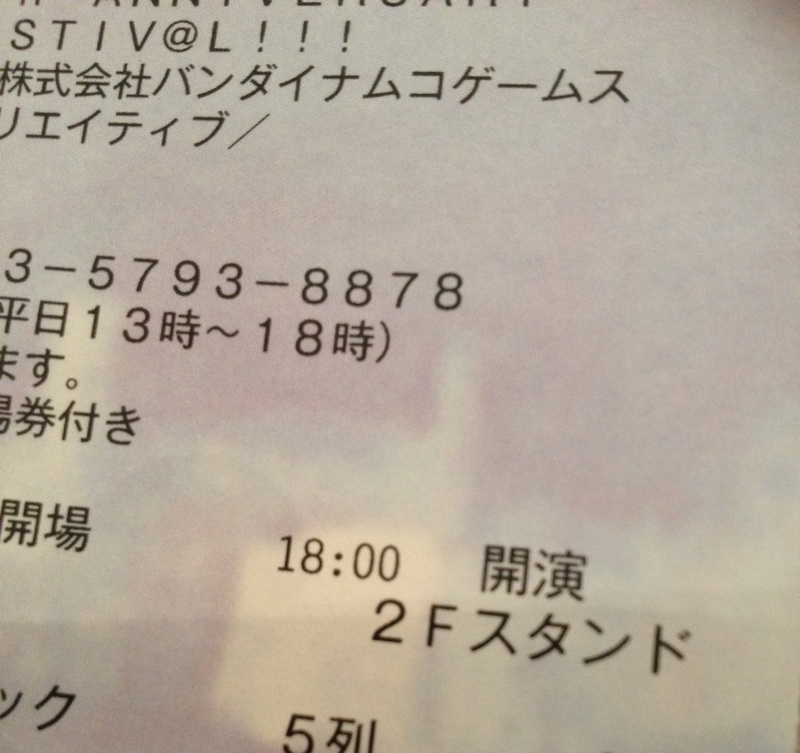 ＡＮＮＩＶＥＲＳＡＲＹ
ＳＴＩＶ＠Ｌ！！！
株式会社バンダイナムコゲームス
リエイティブ／
３－５７９３－８８７８
平日１３時～１８時）
ます。
場券付き
開場 18:00 開演
２Ｆスタンド
ック
５列